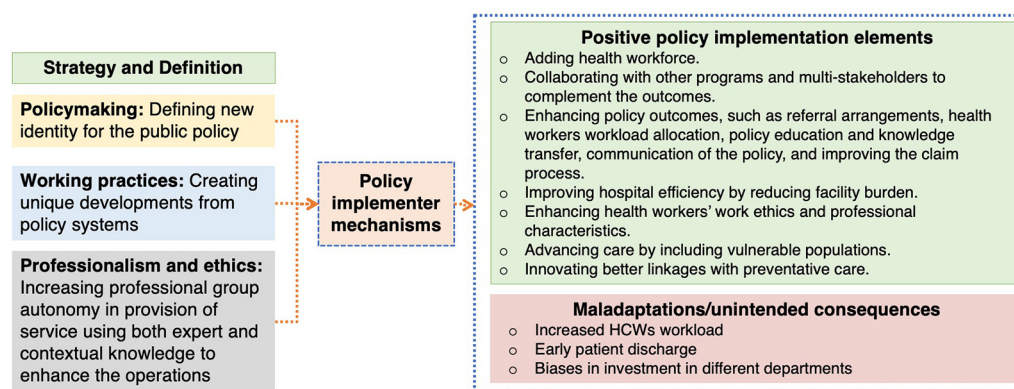 Strategy and Definition
Policymaking: Defining new
identity for the public policy
Working practices: Creating
unique developments from
policy systems
Professionalism and ethics:
Increasing professional group
autonomy in provision of
service using both expert and
contextual knowledge to
enhance the operations
Policy
implementer
mechanisms
Positive policy implementation elements
o Adding health workforce.
o Collaborating with other programs and multi-stakeholders to
complement the outcomes.
o Enhancing policy outcomes, such as referral arrangements, health
workers workload allocation, policy education and knowledge
transfer, communication of the policy, and improving the claim
process.
o Improving hospital efficiency by reducing facility burden.
o Enhancing health workers’ work ethics and professional
characteristics.
o Advancing care by including vulnerable populations.
o Innovating better linkages with preventative care.
Maladaptations/unintended consequences
o Increased HCWs workload
o Early patient discharge
o Biases in investment in different departments